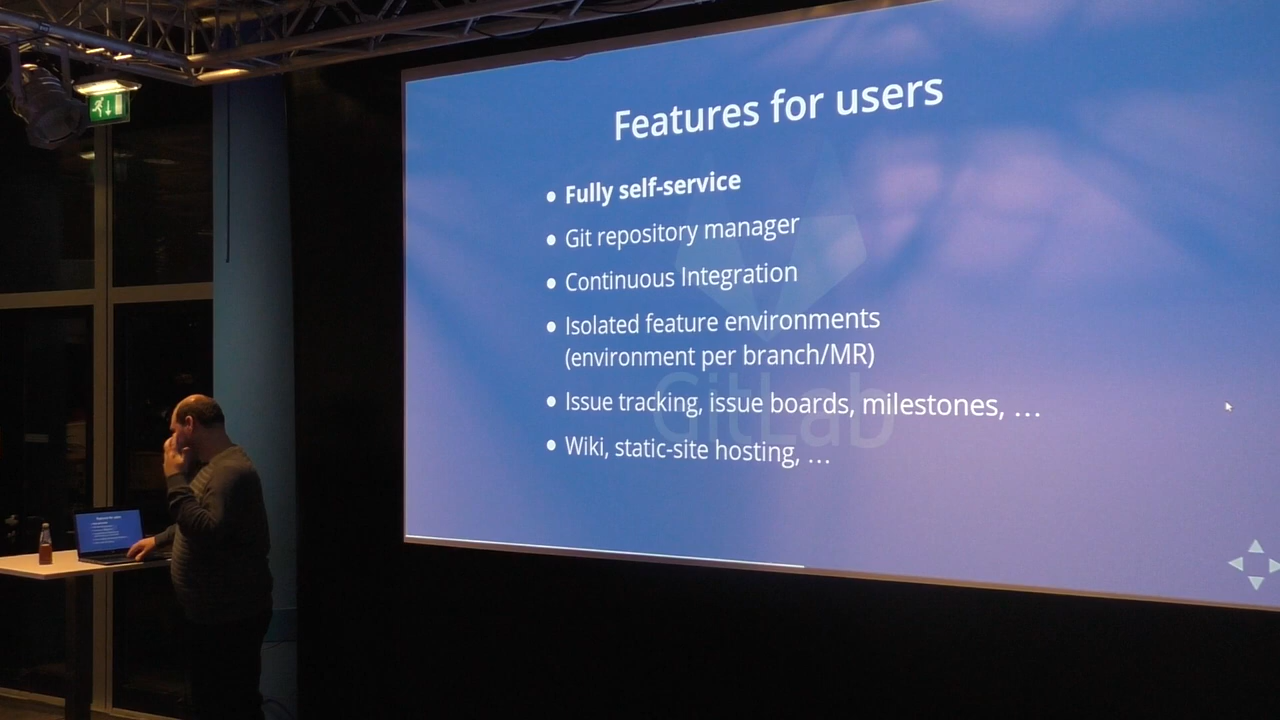 Features for users
Fully self-service
Git repository manager
Continuous Integration
Isolated feature environments
(environment per branch/MR)
Issue tracking, issue boards, milestones, …
Wiki, static-site hosting, …
GitLab